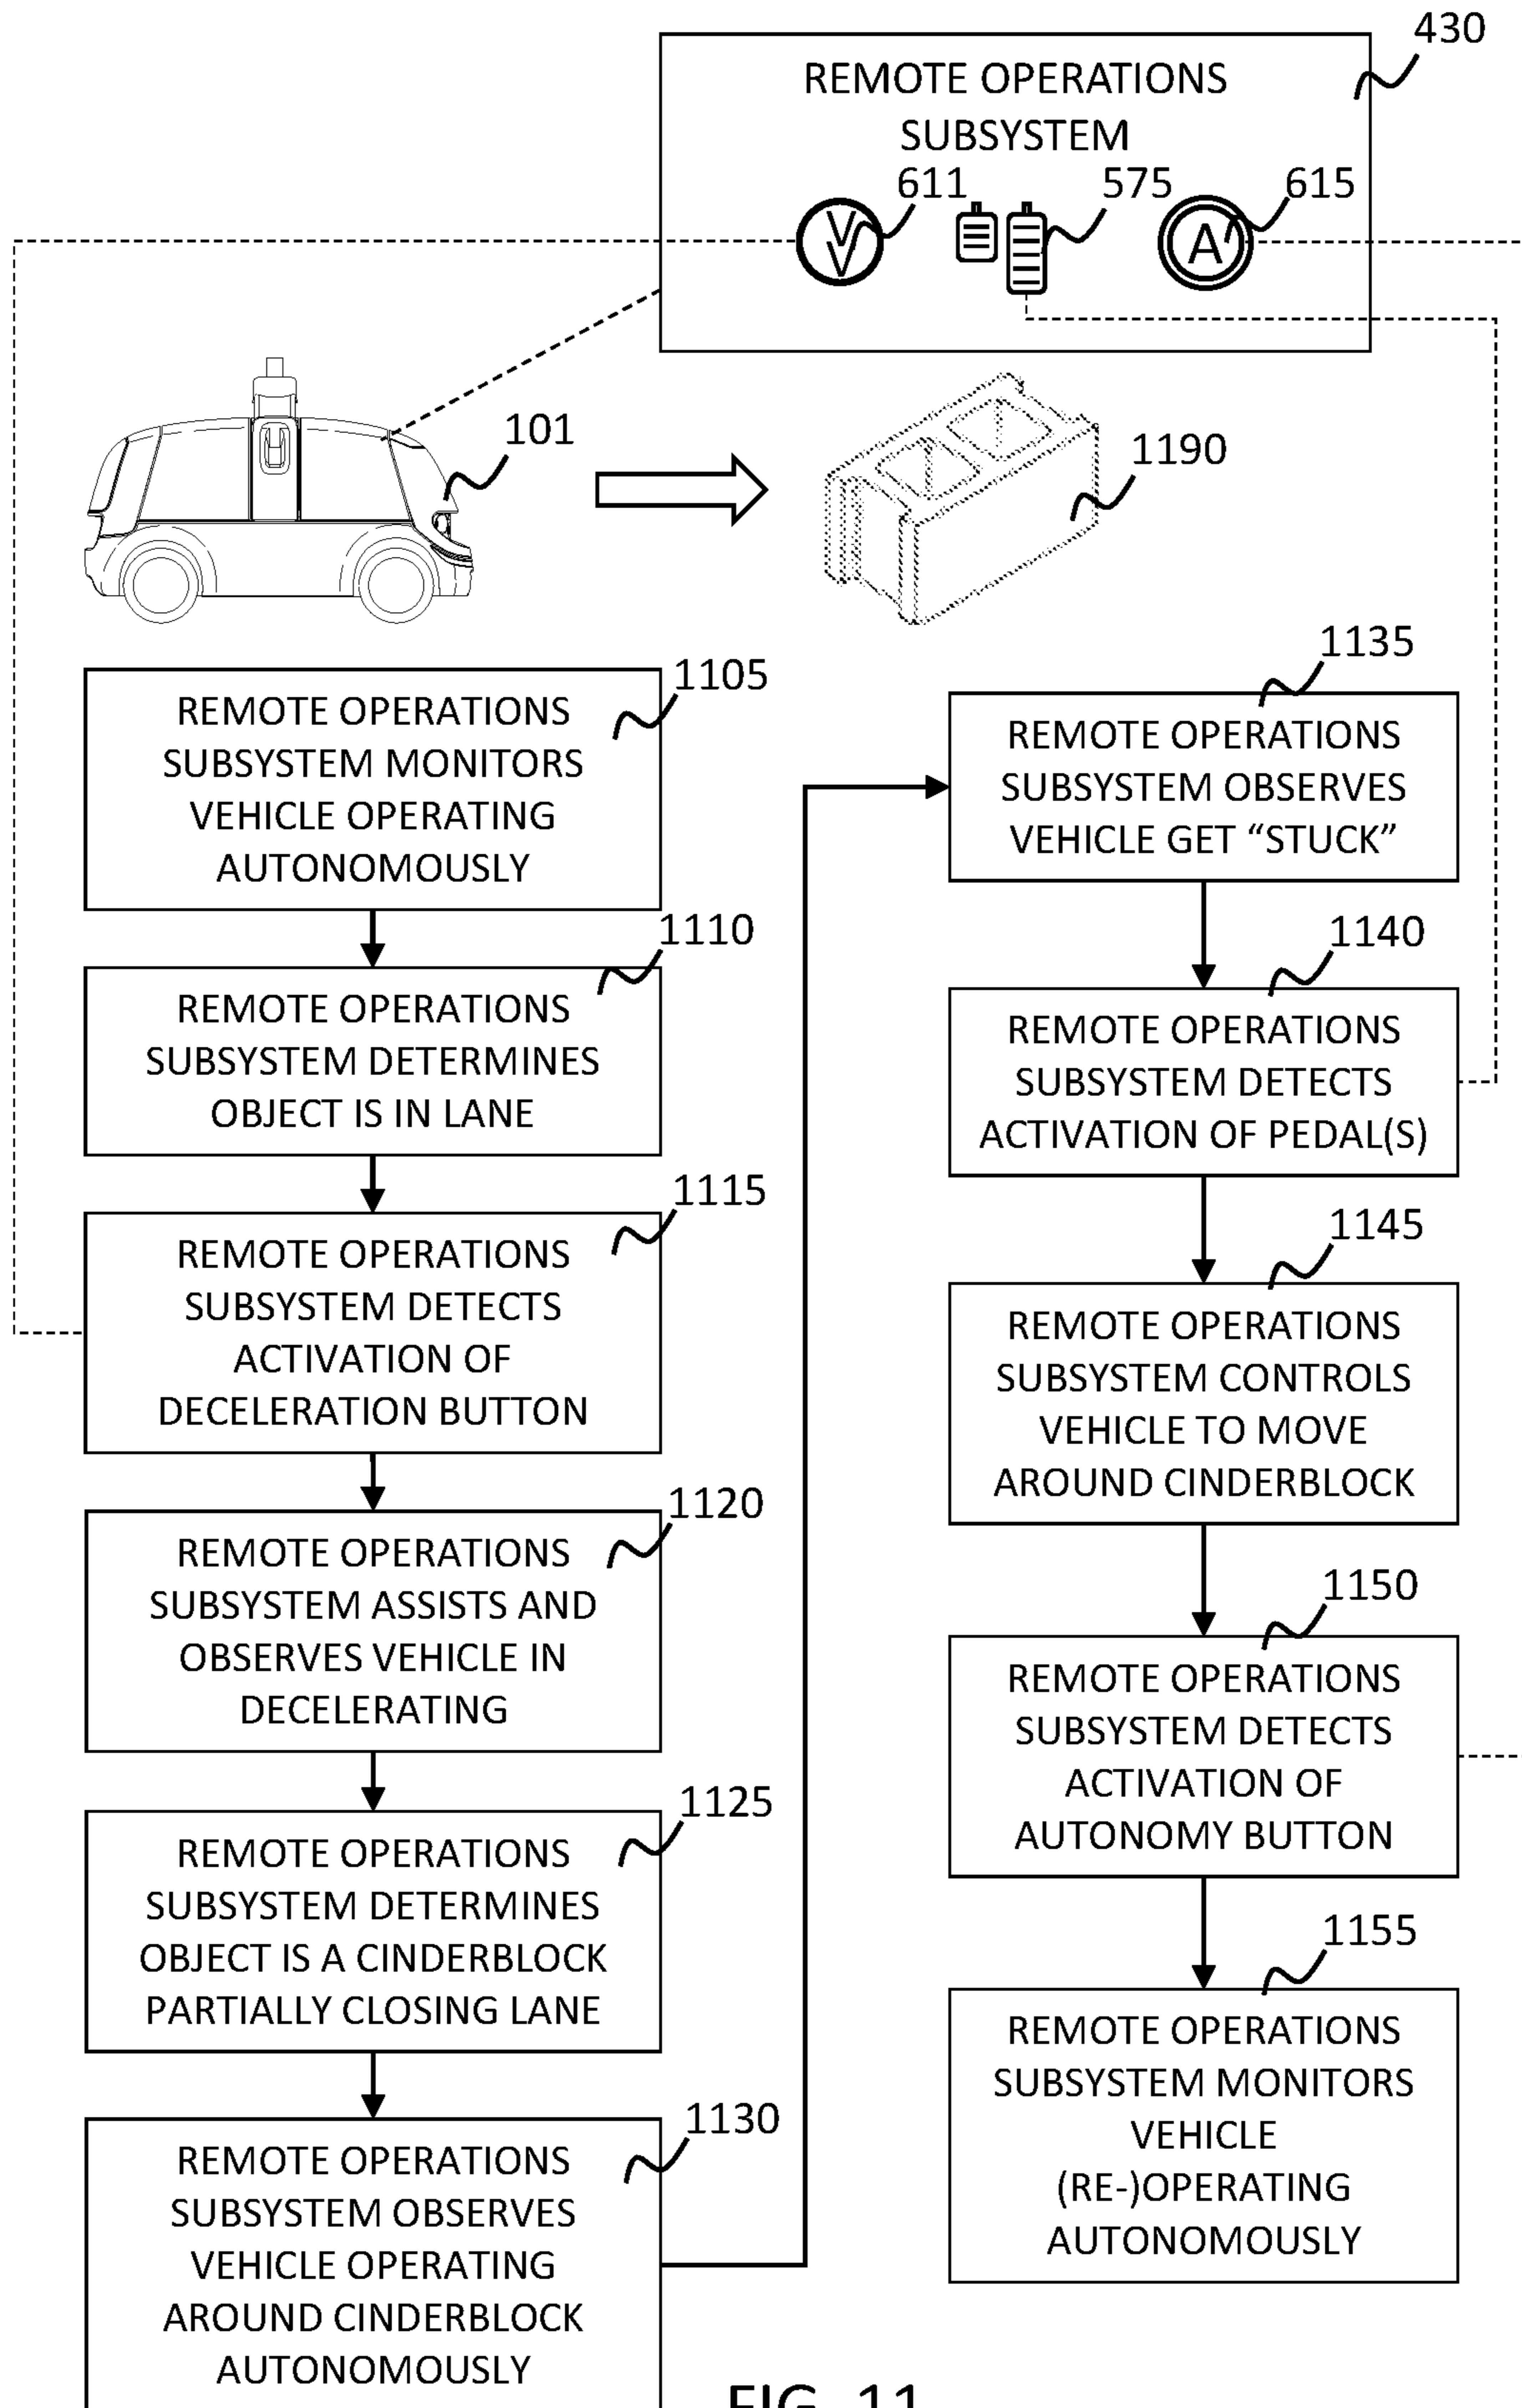 430
REMOTE OPERATIONS
SUBSYSTEM
611
575
615
V
V
A
101
1190
1105
REMOTE OPERATIONS
SUBSYSTEM MONITORS
VEHICLE OPERATING
AUTONOMOUSLY
1110
REMOTE OPERATIONS
SUBSYSTEM DETERMINES
OBJECT IS IN LANE
1115
REMOTE OPERATIONS
SUBSYSTEM DETECTS
ACTIVATION OF
DECELERATION BUTTON
1120
REMOTE OPERATIONS
SUBSYSTEM ASSISTS AND
OBSERVES VEHICLE IN
DECELERATING
1125
REMOTE OPERATIONS
SUBSYSTEM DETERMINES
OBJECT IS A CINDERBLOCK
PARTIALLY CLOSING LANE
1130
REMOTE OPERATIONS
SUBSYSTEM OBSERVES
VEHICLE OPERATING
AROUND CINDERBLOCK
AUTONOMOUSLY
1135
REMOTE OPERATIONS
SUBSYSTEM OBSERVES
VEHICLE GET “STUCK”
1140
REMOTE OPERATIONS
SUBSYSTEM DETECTS
ACTIVATION OF PEDAL(S)
1145
REMOTE OPERATIONS
SUBSYSTEM CONTROLS
VEHICLE TO MOVE
AROUND CINDERBLOCK
1150
REMOTE OPERATIONS
SUBSYSTEM DETECTS
ACTIVATION OF
AUTONOMY BUTTON
1155
REMOTE OPERATIONS
SUBSYSTEM MONITORS
VEHICLE
(RE-)OPERATING
AUTONOMOUSLY
FIG. 11